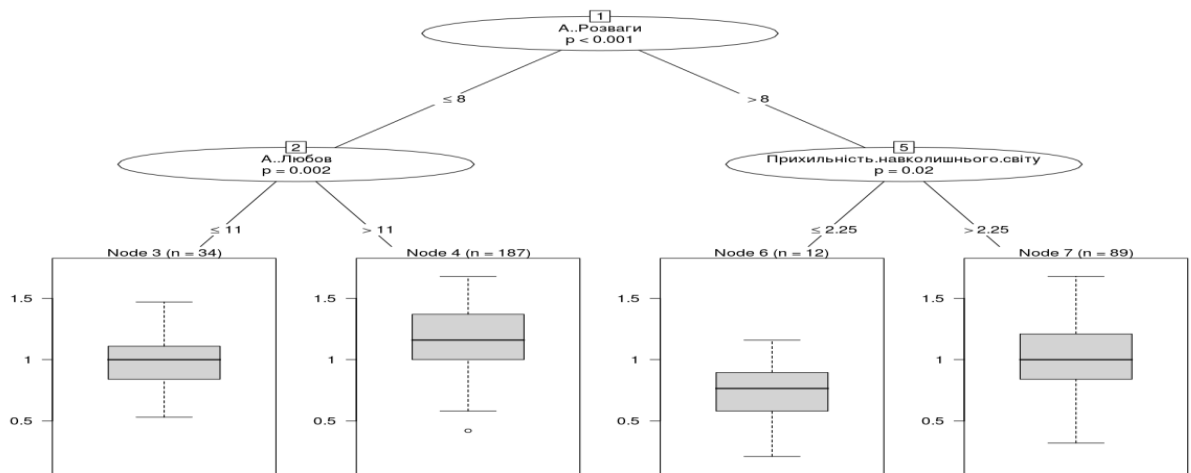 1
А..Розваги
p < 0.001
≤ 8
> 8
2
А..Любов
p = 0.002
5
Прихильність.навколишнього.світу
p = 0.02
≤ 11
> 11
≤ 2.25
> 2.25
Node 3 (n = 34)
1.5
1
0.5
Node 4 (n = 187)
1.5
1
0.5
Node 6 (n = 12)
1.5
1
0.5
Node 7 (n = 89)
1.5
1
0.5